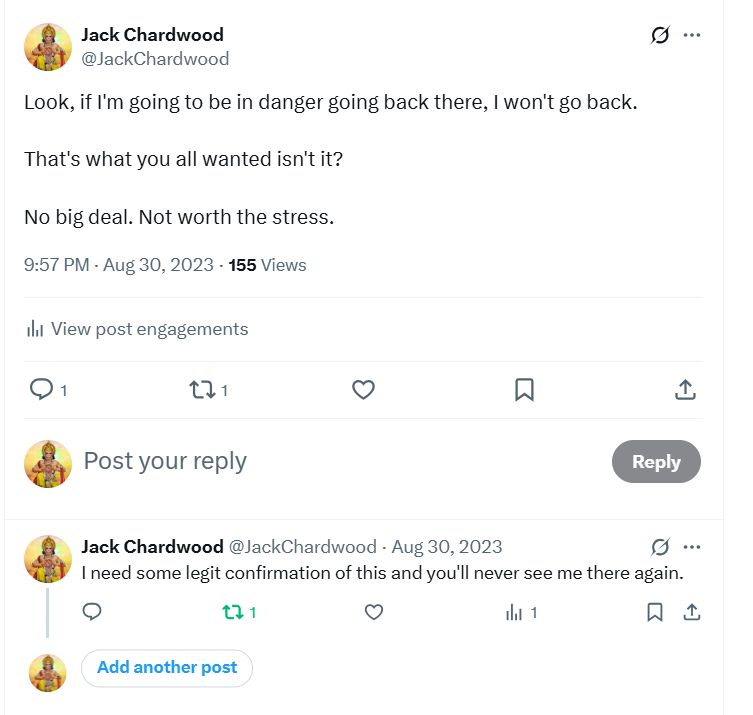 Jack Chardwood
@JackChardwood
Look, if I'm going to be in danger going back there, I won't go back.
That's what you all wanted isn't it?
No big deal. Not worth the stress.
9:57 PM · Aug 30, 2023 · 155 Views
View post engagements
1 1
Post your reply Reply
Jack Chardwood @JackChardwood · Aug 30, 2023
I need some legit confirmation of this and you'll never see me there again.
1 1
Add another post